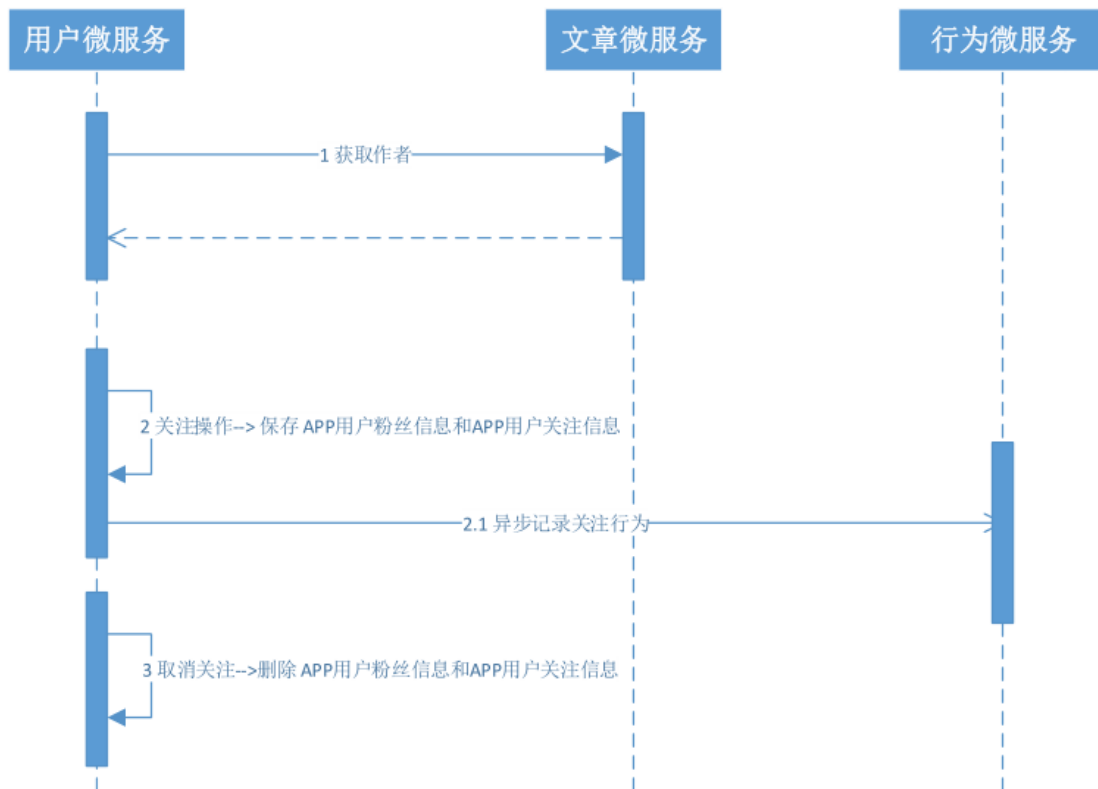 用户微服务
文章微服务
行为微服务
1 获取作者
2 关注操作--> 保存 APP用户粉丝信息和APP用户关注信息
2.1 异步记录关注行为
3 取消关注-->删除 APP用户粉丝信息和APP用户关注信息